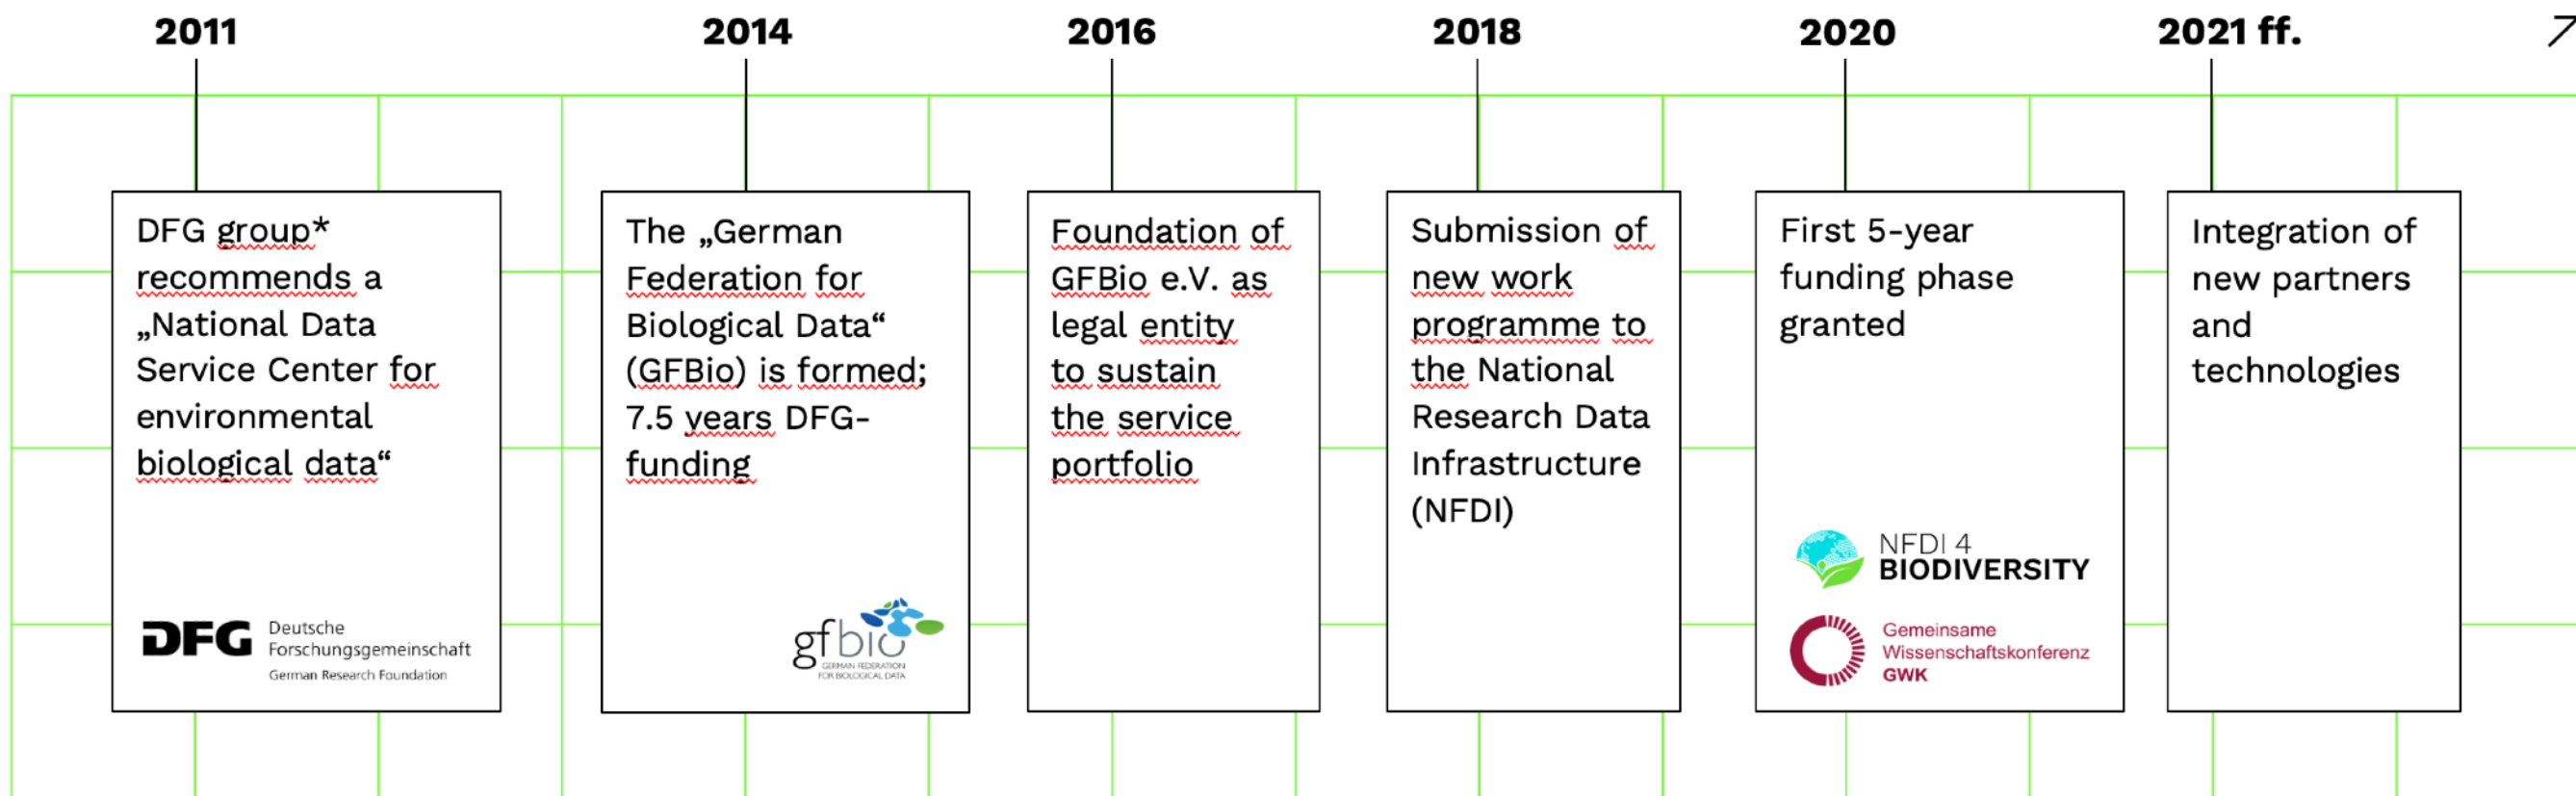 2011
2014
2016
2018
2020
2021 ff.
DFG group*
recommends a
„National Data
Service Center for
environmental
biological data“
DFG
Deutsche
Forschungsgemeinschaft
German Research Foundation
The „German
Federation for
Biological Data“
(GFBio) is formed;
7.5 years DFG-
funding
gfbio
GERMAN FEDERATION
FOR BIOLOGICAL DATA
Foundation of
GFBio e.V. as
legal entity
to sustain
the service
portfolio
Submission of
new work
programme to
the National
Research Data
Infrastructure
(NFDI)
First 5-year
funding phase
granted
NFDI 4
BIODIVERSITY
Gemeinsame
Wissenschaftskonferenz
GWK
Integration of
new partners
and
technologies